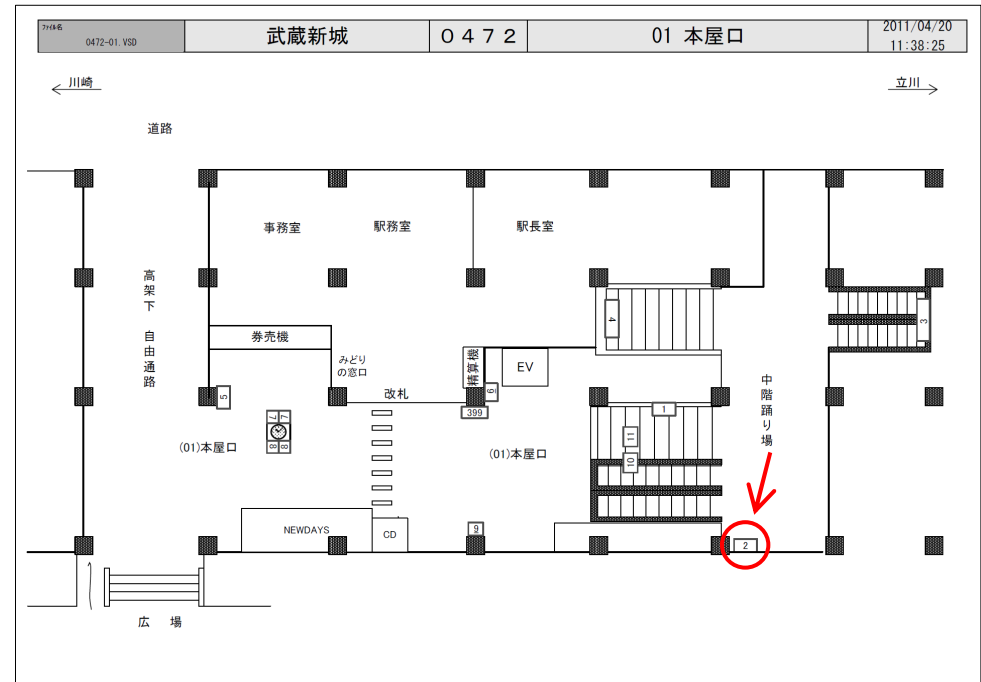 ファイル名
0472-01.VSD
武蔵新城
0472
01 本屋口
2011/04/20
11:38:25
川崎
立川
道路
事務室
駅務室
駅長室
高架下 自由通路
券売機
みどり
の窓口
精算機
EV
4
3
5
改札
6
399
1
中階踊り場
7 7
8 8
(01)本屋口
(01)本屋口
11
10
NEWDAYS
CD
9
2
広 場